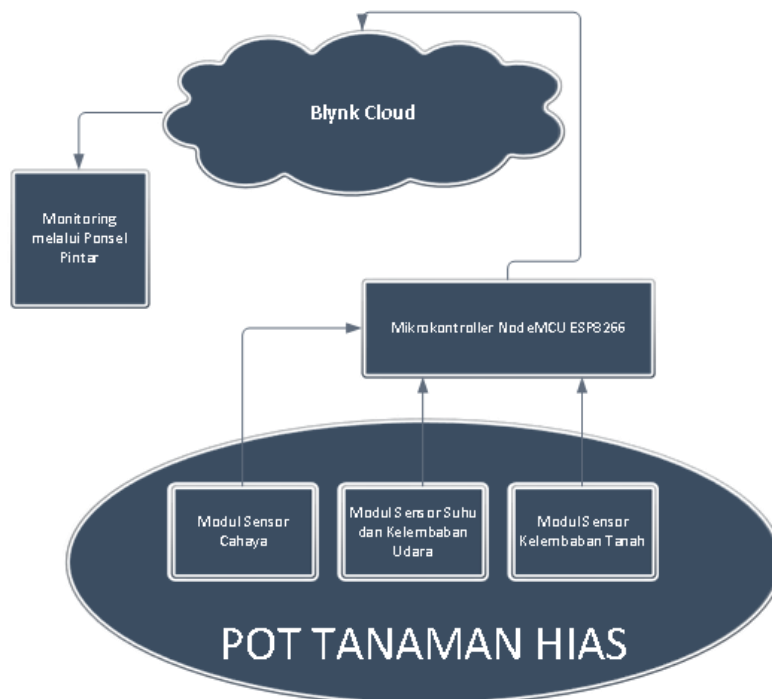 Blynk Cloud
Monitoring
melalui Ponsel
Pintar
Mikrokontroller NodeMCU ESP8266
Modul Sensor
Cahaya
Modul Sensor Suhu
dan Kelembaban
Udara
Modul Sensor
Kelembaban Tanah
POT TANAMAN HIAS